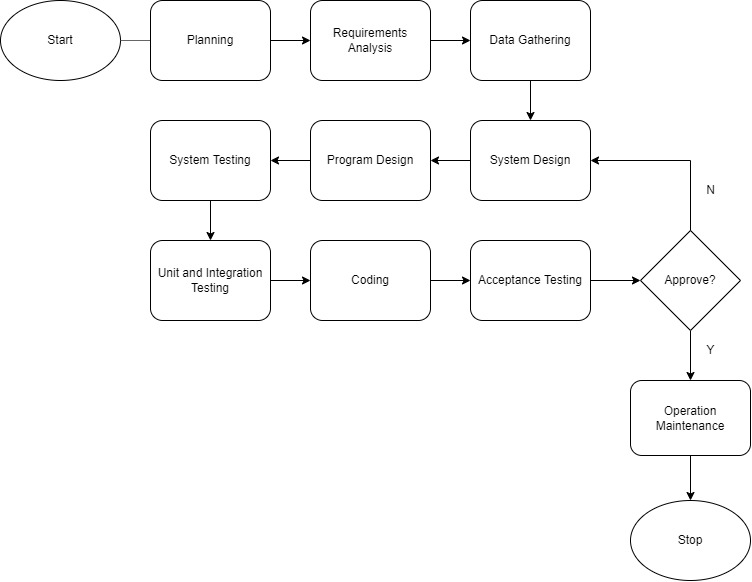 Start
Planning
Requirements
Analysis
Data Gathering
System Testing
Program Design
System Design
N
Unit and Integration
Testing
Coding
Acceptance Testing
Approve?
Y
Operation
Maintenance
Stop